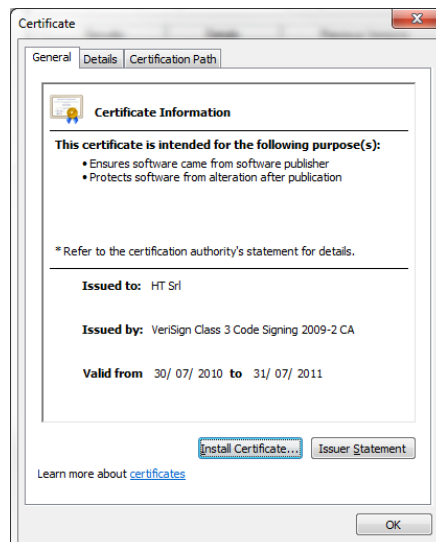 Certificate
General
Details
Certification Path
Certificate Information
This certificate is intended for the following purpose(s):
• Ensures software came from software publisher
• Protects software from alteration after publication
* Refer to the certification authority's statement for details.
Issued to: HT Srl
Issued by: VeriSign Class 3 Code Signing 2009-2 CA
Valid from 30/ 07/ 2010 to 31/ 07/ 2011
Install Certificate...
Issuer Statement
Learn more about certificates
OK